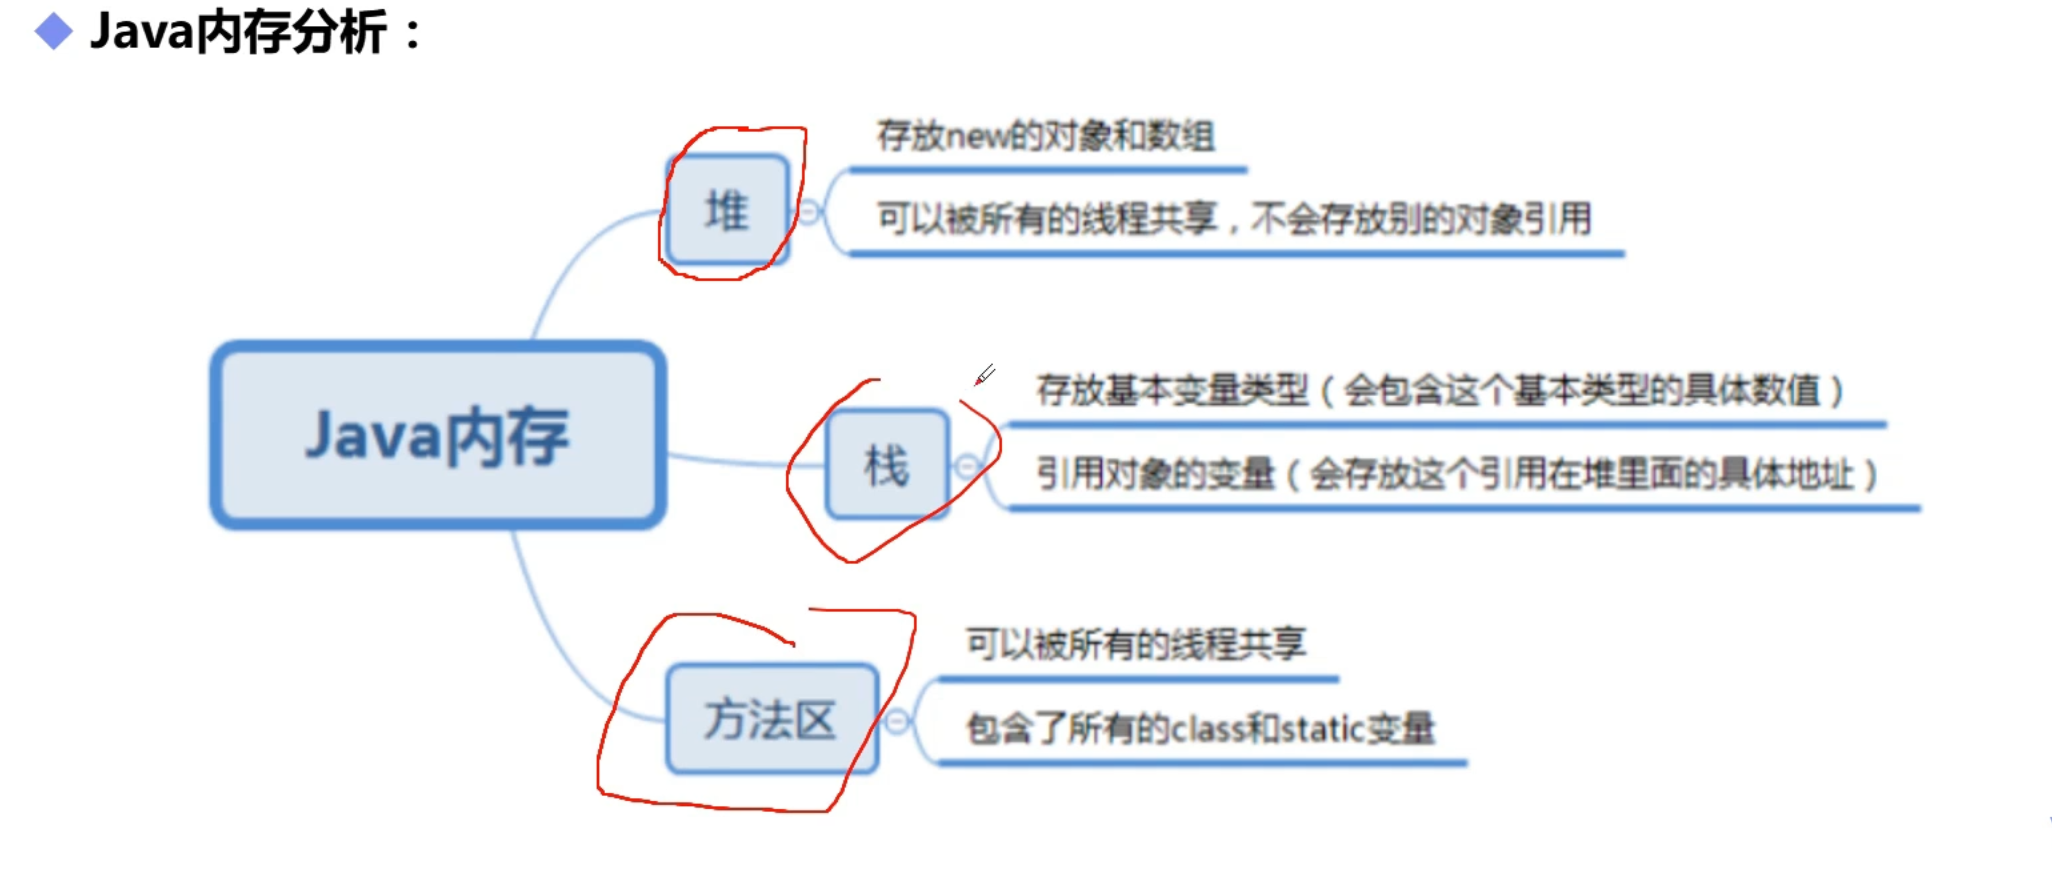 Java内存分析：
存放new的对象和数组
堆
可以被所有的线程共享，不会存放别的对象引用
Java内存
存放基本变量类型（会包含这个基本类型的具体数值）
栈
引用对象的变量（会存放这个引用在堆里面的具体地址）
可以被所有的线程共享
方法区
包含了所有的class和static变量